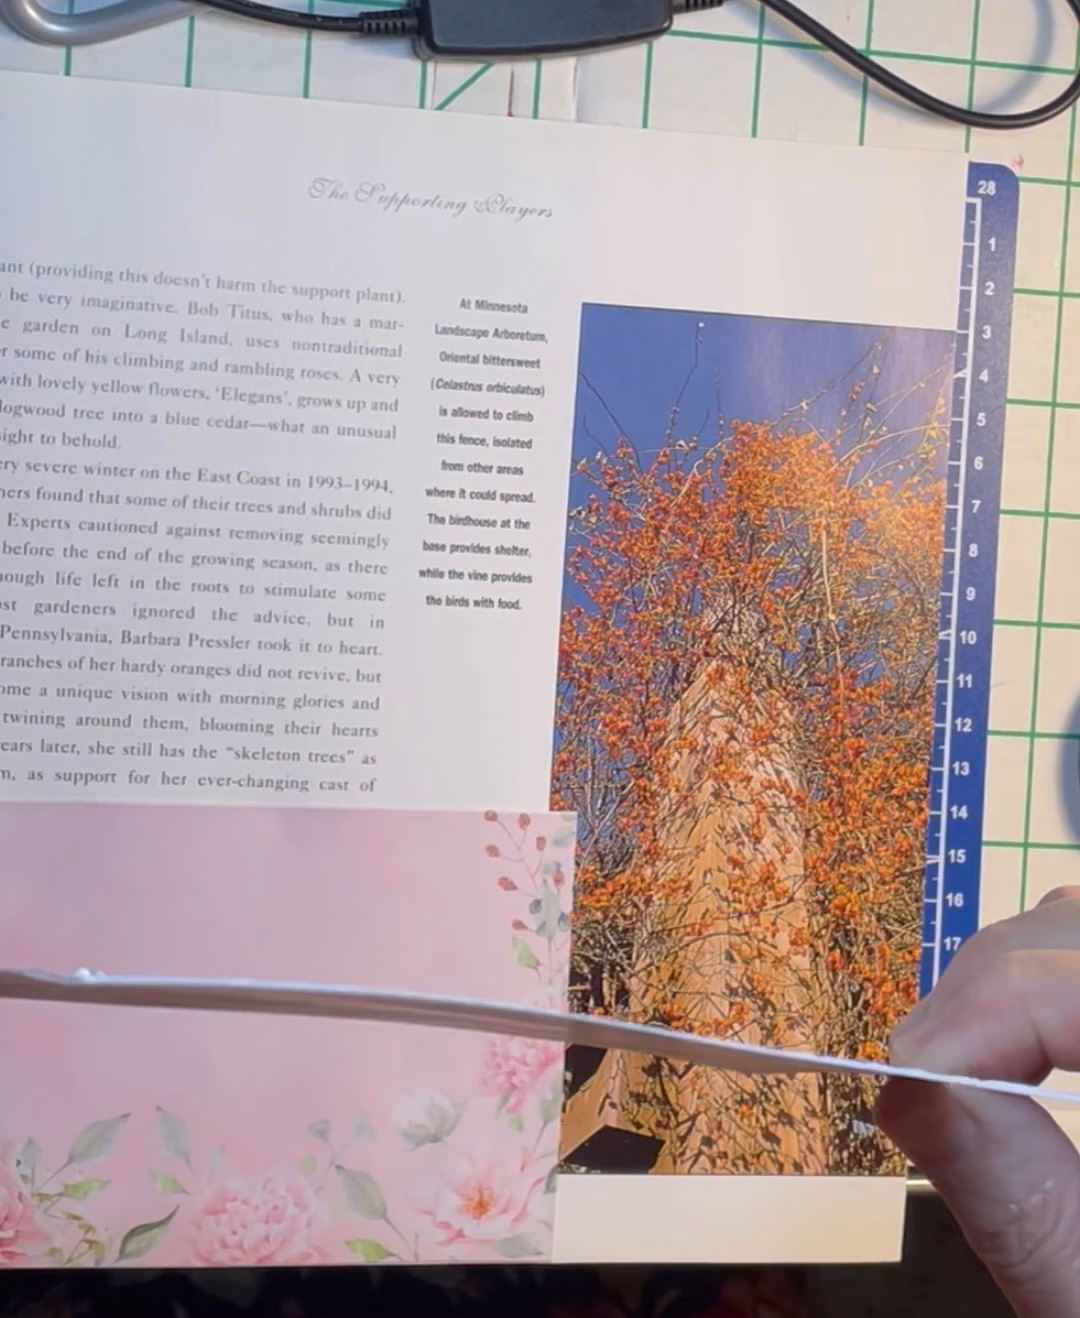 The Supporting Players
ant (providing this doesn't harm the support plant).
be very imaginative. Bob Titus, who has a mar-
e garden on Long Island, uses nontraditional
r some of his climbing and rambling roses. A very
with lovely yellow flowers, 'Elegans', grows up and
logwood tree into a blue cedar—what an unusual
ight to behold.
ery severe winter on the East Coast in 1993–1994,
ners found that some of their trees and shrubs did
Experts cautioned against removing seemingly
before the end of the growing season, as there
nough life left in the roots to stimulate some
ost gardeners ignored the advice, but in
Pennsylvania, Barbara Pressler took it to heart.
ranches of her hardy oranges did not revive, but
ome a unique vision with morning glories and
twining around them, blooming their hearts
ears later, she still has the “skeleton trees” as
m, as support for her ever-changing cast of
At Minnesota
Landscape Arboretum,
Oriental bittersweet
(Celastrus orbiculatus)
is allowed to climb
this fence, isolated
from other areas
where it could spread.
The birdhouse at the
base provides shelter,
while the vine provides
the birds with food.
28
1
2
3
4
5
6
7
8
9
10
11
12
13
14
15
16
17